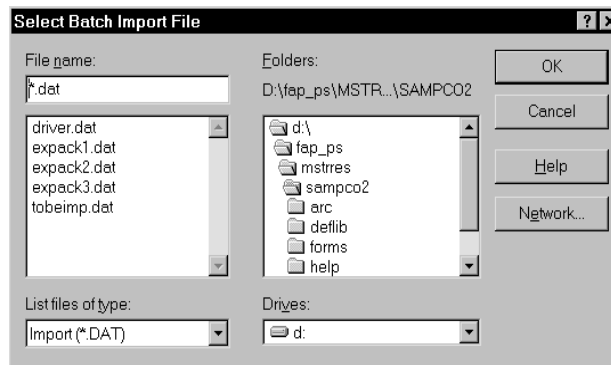 Select Batch Import File
File name:
*.dat
driver.dat
expack1.dat
expack2.dat
expack3.dat
tobeimp.dat
List files of type:
Import (*.DAT)
Folders:
D:\fap_ps\MSTR...\SAMPCO2
d:\
fap_ps
mstrres
sampco2
arc
deflib
forms
help
Drives:
d:
OK
Cancel
Help
Network...